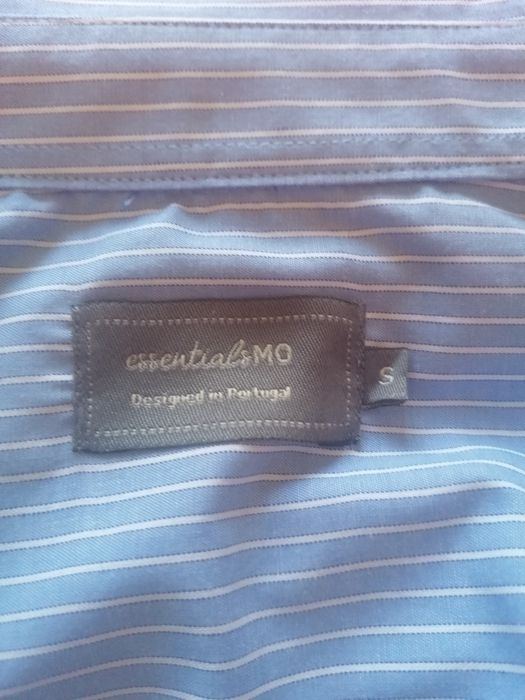 essentialsMO
Designed in Portugal
S